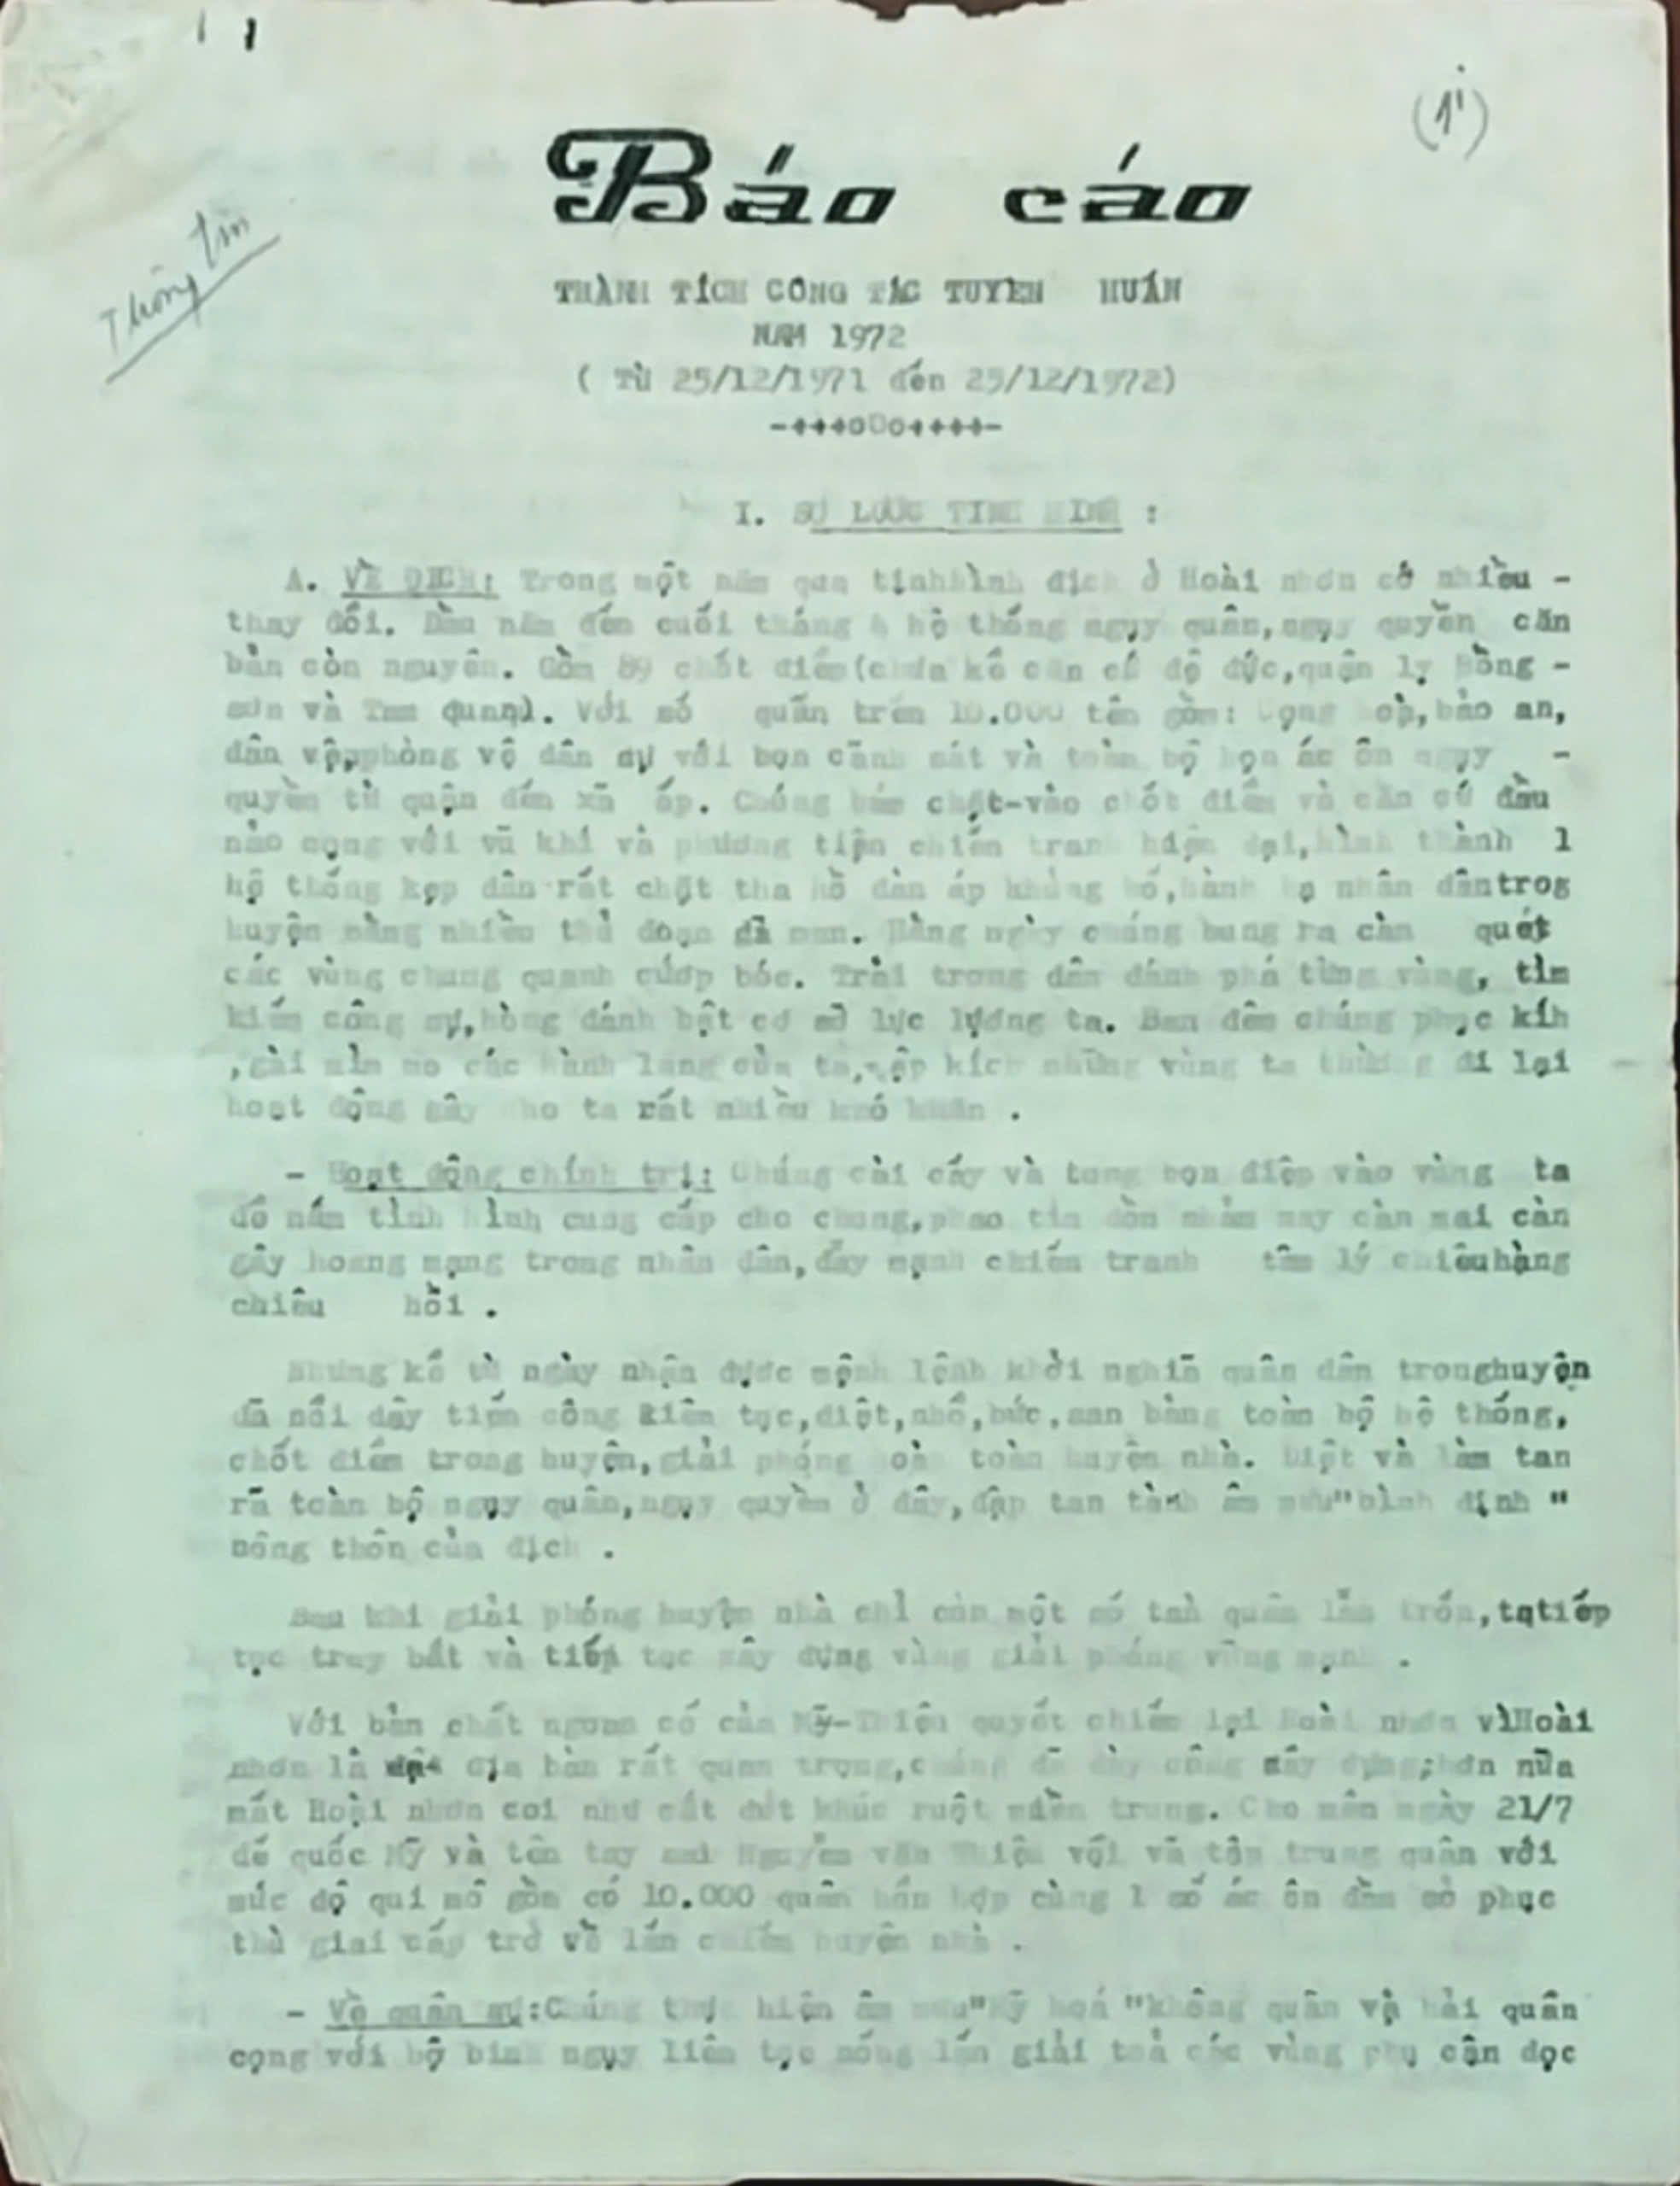 (1')
Thông tin
Báo cáo
THÀNH TÍCH CÔNG TÁC TUYÊN HUẤN
NĂM 1972
( Từ 25/12/1971 đến 25/12/1972)
-+++oOo++++-
I. SƠ LƯỢC TÌNH HÌNH :
A. VỀ ĐỊCH: Trong một năm qua tình hình địch ở Hoài nhơn có nhiều -
thay đổi. Đầu năm đến cuối tháng 4 hệ thống ngụy quân,ngụy quyền căn
bản còn nguyên. Gồm 89 chốt điểm(chưa kể căn cứ đệ đức,quận lỵ Bồng -
sơn và Tam quan). Với số quân trên 10.000 tên gồm: Cọng hoà,bảo an,
dân vệ,phòng vệ dân sự với bọn cảnh sát và toàn bộ bọn ác ôn ngụy -
quyền từ quận đến xã ấp. Chúng bám chặt-vào chốt điểm và căn cứ đầu
não cọng với vũ khí và phương tiện chiến tranh hiện đại,hình thành 1
hệ thống kẹp dân rất chặt tha hồ đàn áp khủng bố,hành hạ nhân dântrog
huyện bằng nhiều thủ đoạn dã man. Hằng ngày chúng bung ra càn quét
các vùng chung quanh cướp bóc. Trải trong dân đánh phá từng vùng, tìm
kiếm công sự,hòng đánh bật cơ sở lực lượng ta. Ban đêm chúng phục kíh
,gài mìn mo các hành lang của ta,tập kích những vùng ta thường đi lại
hoạt động gây cho ta rất nhiều khó khăn .
- Hoạt động chính trị: Chúng cài cấy và tung bọn điệp vào vùng ta
để nắm tình hình cung cấp cho chúng,phao tin đồn nhảm nay càn mai càn
gây hoang mang trong nhân dân,đẩy mạnh chiến tranh tâm lý chiêuhàng
chiêu hồi .
Nhưng kể từ ngày nhận được mệnh lệnh khởi nghĩa quân dân tronghuyện
đã nổi dậy tiến công liên tục,diệt,nhổ,bức,san bằng toàn bộ hệ thống,
chốt điểm trong huyện,giải phóng hoàn toàn huyện nhà. Diệt và làm tan
rã toàn bộ ngụy quân,ngụy quyền ở đây,đập tan tành âm mưu"bình định "
nông thôn của địch .
Sau khi giải phóng huyện nhà chỉ còn một số tàn quân lẫn trốn,tatiếp
tục truy bắt và tiếp tục xây dựng vùng giải phóng vững mạnh .
Với bản chất ngoan cố của Mỹ-Thiệu quyết chiếm lại Hoài nhơn vìHoài
nhơn là địa bàn rất quan trọng,chúng đã dày công xây dựng;hơn nữa
mất Hoài nhơn coi như cắt đứt khúc ruột miền trung. Cho nên ngày 21/7
đế quốc Mỹ và tên tay sai Nguyễn văn Thiệu vội vã tập trung quân với
mức độ qui mô gồm có 10.000 quân hổn hợp cùng 1 số ác ôn đầu sỏ phục
thù giai cấp trở về lấn chiếm huyện nhà .
- Về quân sự:Chúng thực hiện âm mưu"Mỹ hoá "không quân và hải quân
cọng với bộ binh ngụy liên tục nống lấn giải toả các vùng phụ cận dọc